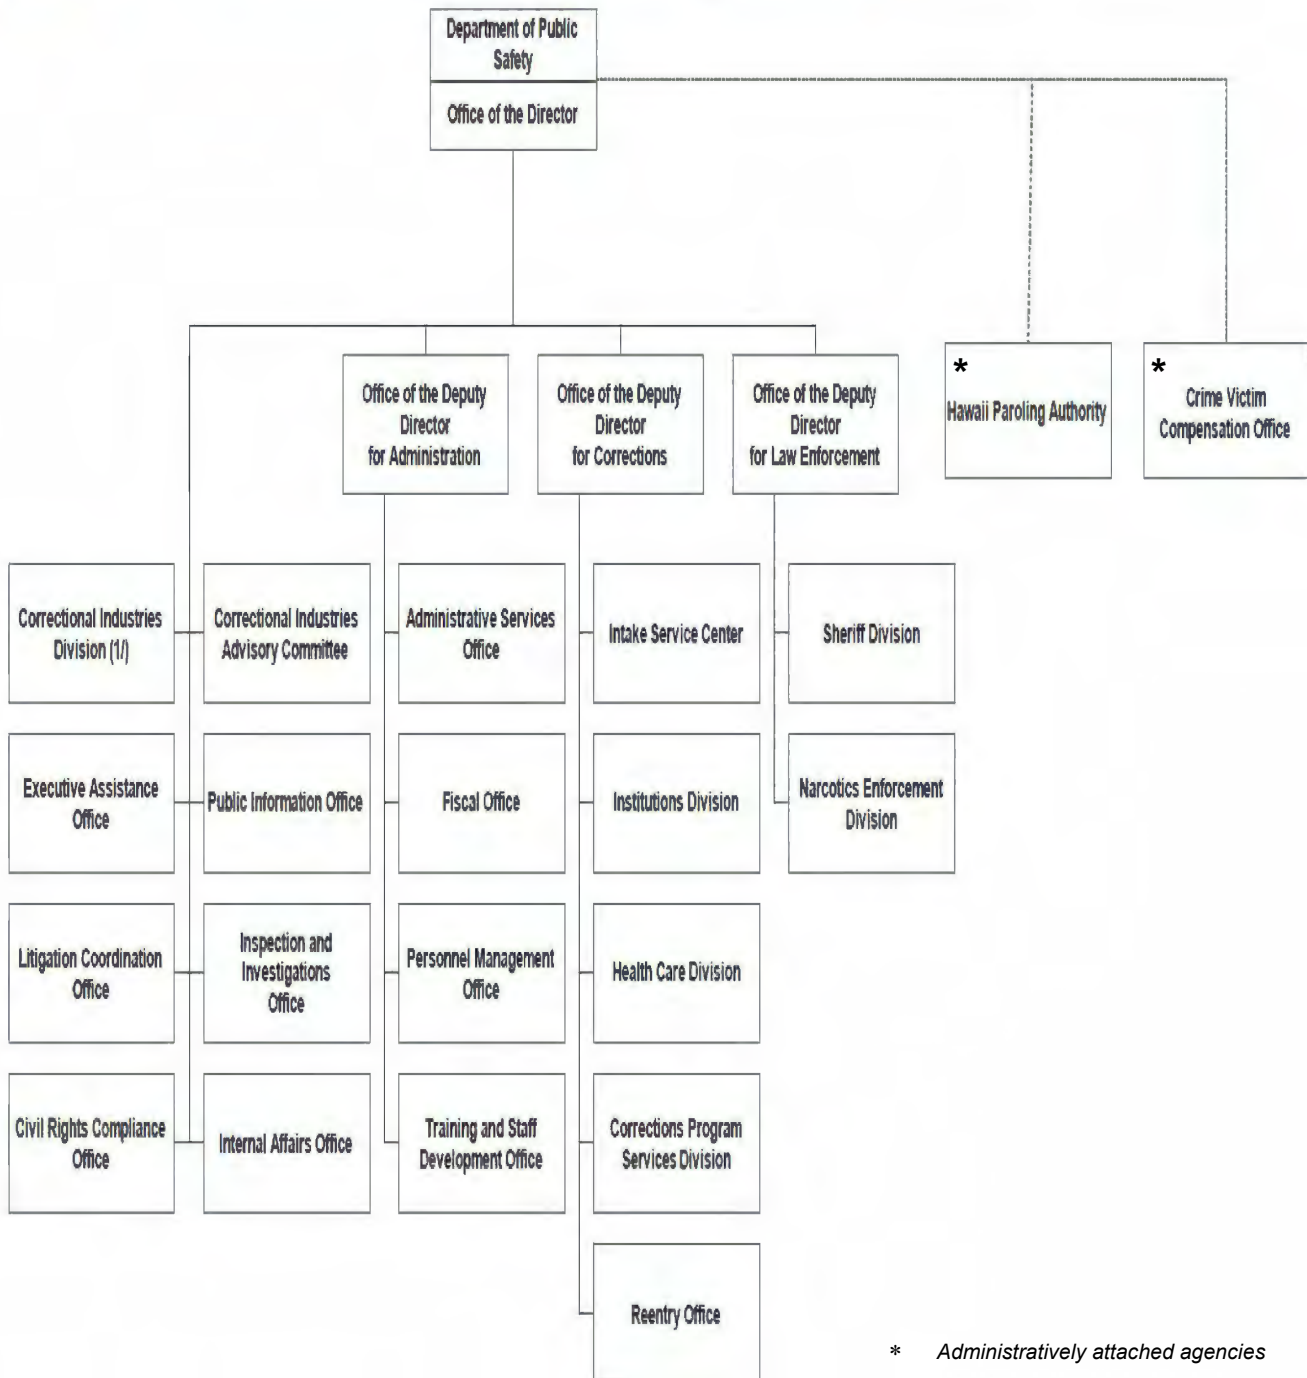 Department of Public
Safety
Office of the Director
Office of the Deputy
Director
for Administration
Office of the Deputy
Director
for Corrections
Office of the Deputy
Director
for Law Enforcement
*
Hawaii Paroling Authority
*
Crime Victim
Compensation Office
Correctional Industries
Division (1/)
Correctional Industries
Advisory Committee
Administrative Services
Office
Intake Service Center
Sheriff Division
Executive Assistance
Office
Public Information Office
Fiscal Office
Institutions Division
Narcotics Enforcement
Division
Litigation Coordination
Office
Inspection and
Investigations
Office
Personnel Management
Office
Health Care Division
Civil Rights Compliance
Office
Internal Affairs Office
Training and Staff
Development Office
Corrections Program
Services Division
Reentry Office
* Administratively attached agencies